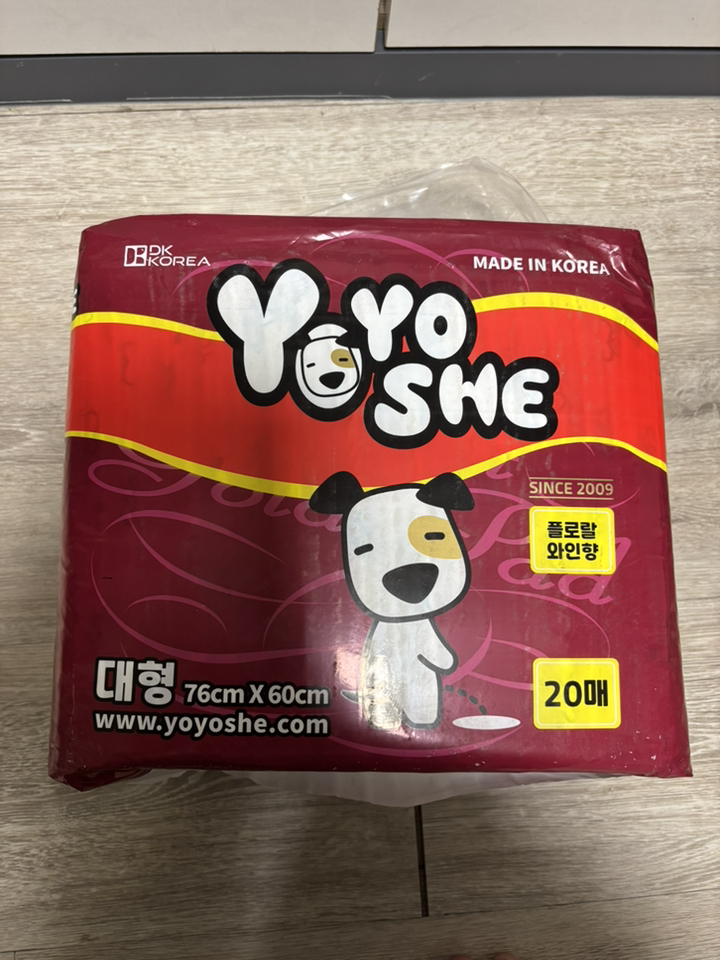 DK
KOREA
MADE IN KOREA
YOYO
SHE
SINCE 2009
플로랄
와인향
Pad
대형 76cm X 60cm
20매
www.yoyoshe.com